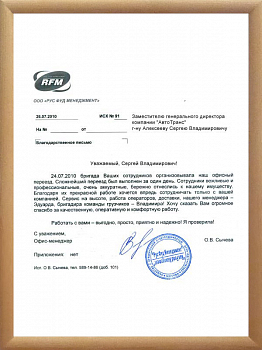 RFM
ООО «РУС ФУД МЕНЕДЖМЕНТ»
26.07.2010 ИСХ № 91
На № от
Благодарственное письмо
Заместителю генерального директора
компании "АвтоТранс"
г-ну Алексееву Сергею Владимировичу
Уважаемый, Сергей Владимирович!
24.07.2010 бригада Ваших сотрудников организовывала наш офисный
переезд. Сложнейший переезд был выполнен за один день. Сотрудники вежливые и
профессиональные, очень аккуратные, бережно отнеслись к нашему имуществу.
Благодаря их прекрасной работе хочется впредь сотрудничать только с вашей
компанией. Сервис на высоте, работа операторов, доставки, нашего менеджера –
Эдуарда, бригадира команды грузчиков – Владимира! Хочу сказать Вам огромное
спасибо за качественную, оперативную и комфортную работу.
Работать с вами – выгодно, просто, приятно и надежно! Я проверила!
С уважением,
Офис-менеджер О.В. Сычева
Приложения: нет
Исп. О.В. Сычева, тел. 589-14-88 (доб. 101)